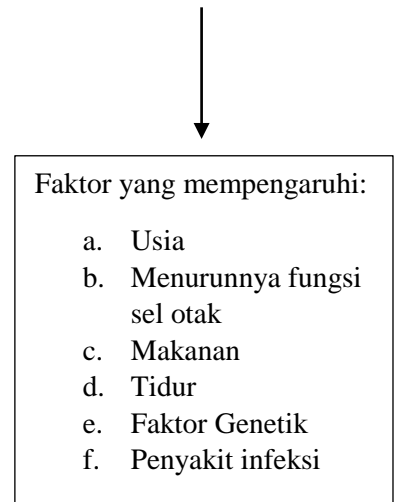 Faktor yang mempengaruhi:
a. Usia
b. Menurunnya fungsi
sel otak
c. Makanan
d. Tidur
e. Faktor Genetik
f. Penyakit infeksi